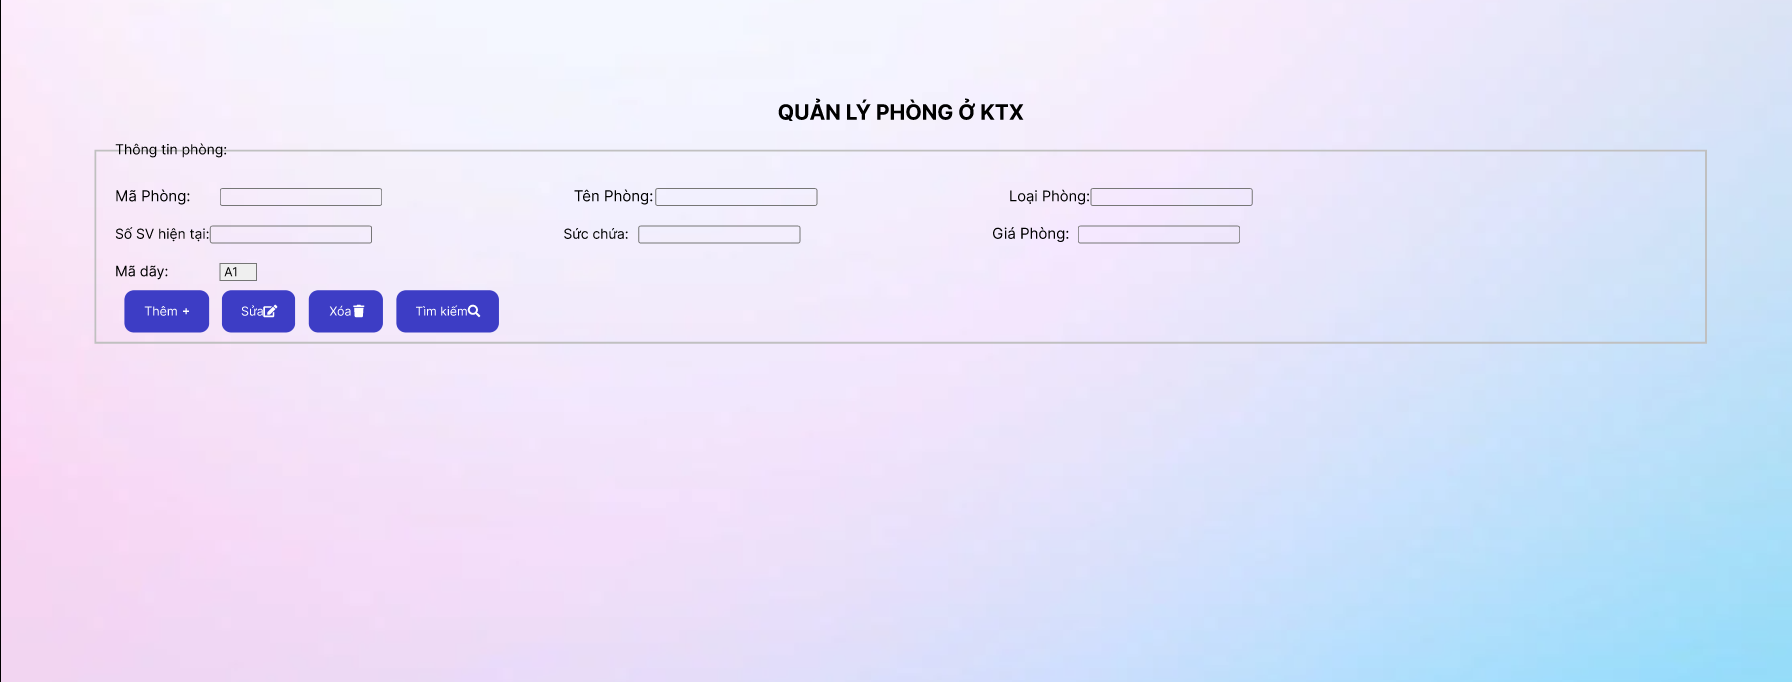 QUẢN LÝ PHÒNG Ở KTX
Thông tin phòng:
Mã Phòng: Tên Phòng: Loại Phòng:
Số SV hiện tại: Sức chứa: Giá Phòng:
Mã dãy: A1
Thêm + Sửa Xóa Tìm kiếm